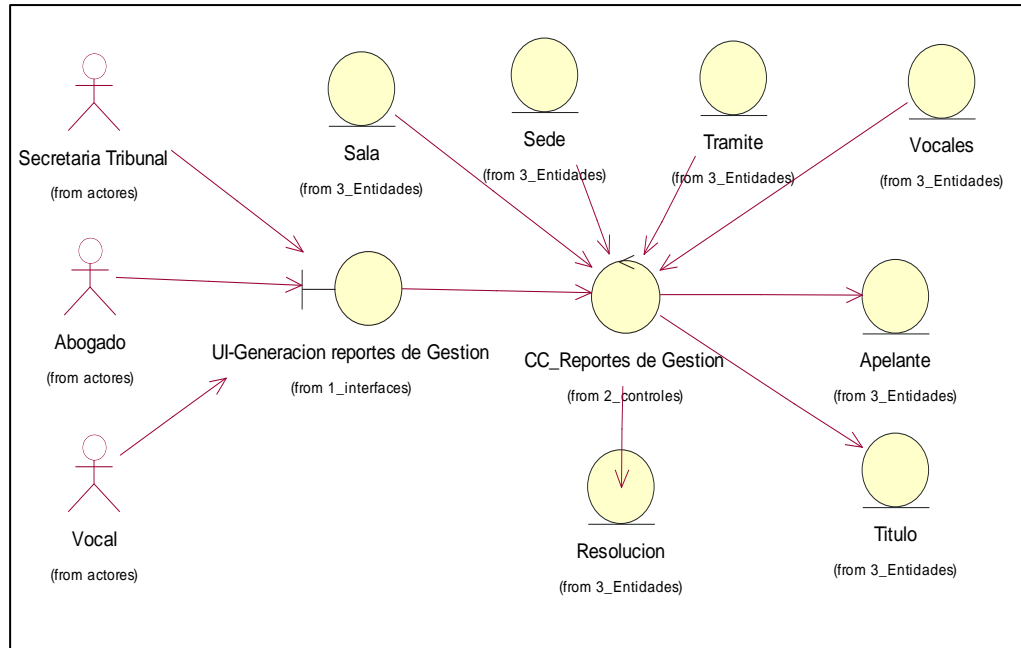 Secretaria Tribunal
(from actores)
Sala
(from 3_Entidades)
Sede
(from 3_Entidades)
Tramite
(from 3_Entidades)
Vocales
(from 3_Entidades)
Abogado
(from actores)
UI-Generacion reportes de Gestion
(from 1_interfaces)
CC_Reportes de Gestion
(from 2_controles)
Apelante
(from 3_Entidades)
Vocal
(from actores)
Resolucion
(from 3_Entidades)
Titulo
(from 3_Entidades)